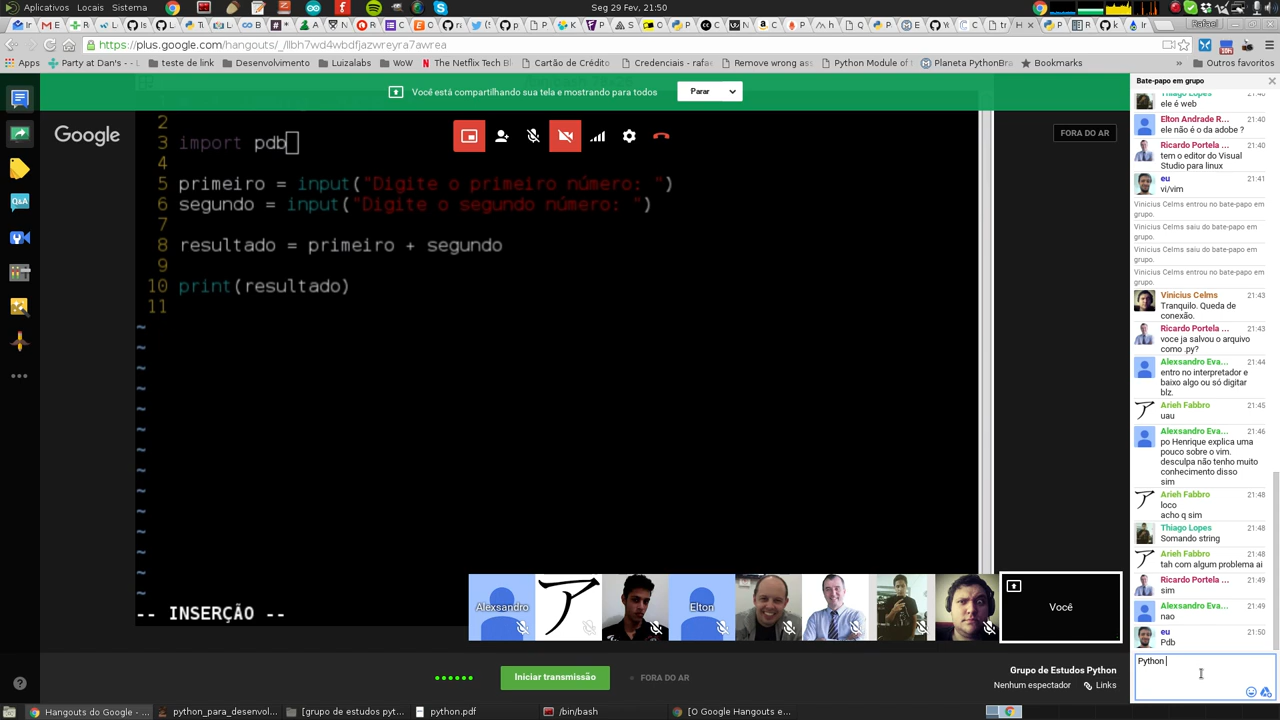 Aplicativos Locais Sistema
Seg 29 Fev, 21:50
Rafael
https://plus.google.com/hangouts/_/llbh7wd4wbdfjazwreyra7awrea
Party at Dan's - ...
teste de link
Desenvolvimento
Luizalabs
WoW
The Netflix Tech Bl...
Cartão de Crédito
Credenciais - rafae...
Remove wrong ass...
Python Module of ...
Planeta PythonBra...
Bookmarks
»
Outros favoritos
Você está compartilhando sua tela e mostrando para todos
Parar
Google
FORA DO AR
2
3 import pdb
4
5 primeiro = input("Digite o primeiro número: ")
6 segundo = input("Digite o segundo número: ")
7
8 resultado = primeiro + segundo
9
10 print(resultado)
11
~
~
~
~
~
~
~
~
~
~
~
~
~
~
-- INSERÇÃO --
Q&A
Alexsandro
Elton
Você
Iniciar transmissão
FORA DO AR
Grupo de Estudos Python
Nenhum espectador
Links
Bate-papo em grupo
Thiago Lopes 21:40
ele é web
Elton Andrade R... 21:40
ele não é o da adobe ?
Ricardo Portela ... 21:40
tem o editor do Visual
Studio para linux
eu 21:41
vi/vim
Vinicius Celms entrou no bate-papo em
grupo.
Vinicius Celms saiu do bate-papo em
grupo.
Vinicius Celms saiu do bate-papo em
grupo.
Vinicius Celms entrou no bate-papo em
grupo.
Vinicius Celms 21:43
Tranquilo. Queda de
conexão.
Ricardo Portela ... 21:43
voce ja salvou o arquivo
como .py?
Alexsandro Eva... 21:44
entro no interpretador e
baixo algo ou só digitar
blz.
Arieh Fabbro 21:45
uau
Alexsandro Eva... 21:46
po Henrique explica uma
pouco sobre o vim.
desculpa não tenho muito
conhecimento disso
sim
Arieh Fabbro 21:48
loco
acho q sim
Thiago Lopes 21:48
Somando string
Arieh Fabbro 21:48
tah com algum problema ai
Ricardo Portela ... 21:49
sim
Alexsandro Eva... 21:49
nao
eu 21:50
Pdb
Python
Hangouts do Google - ...
python_para_desenvol...
[grupo de estudos pyt...
python.pdf
/bin/bash
[O Google Hangouts e...